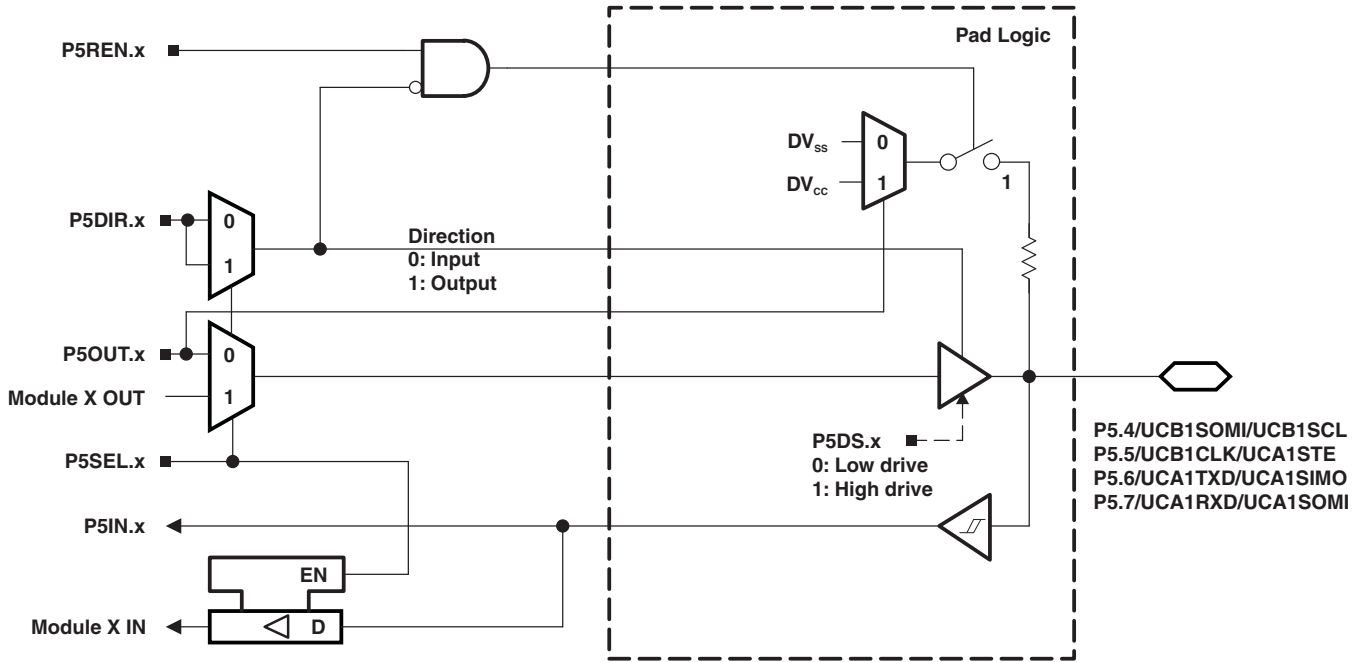 Pad Logic
P5REN.x
DVSS
0
DVCC
1
1
P5DIR.x
0
1
Direction
0: Input
1: Output
P5OUT.x
0
Module X OUT
1
P5DS.x
0: Low drive
1: High drive
P5.4/UCB1SOMI/UCB1SCL
P5.5/UCB1CLK/UCA1STE
P5.6/UCA1TXD/UCA1SIMO
P5.7/UCA1RXD/UCA1SOMI
P5SEL.x
P5IN.x
EN
Module X IN
D